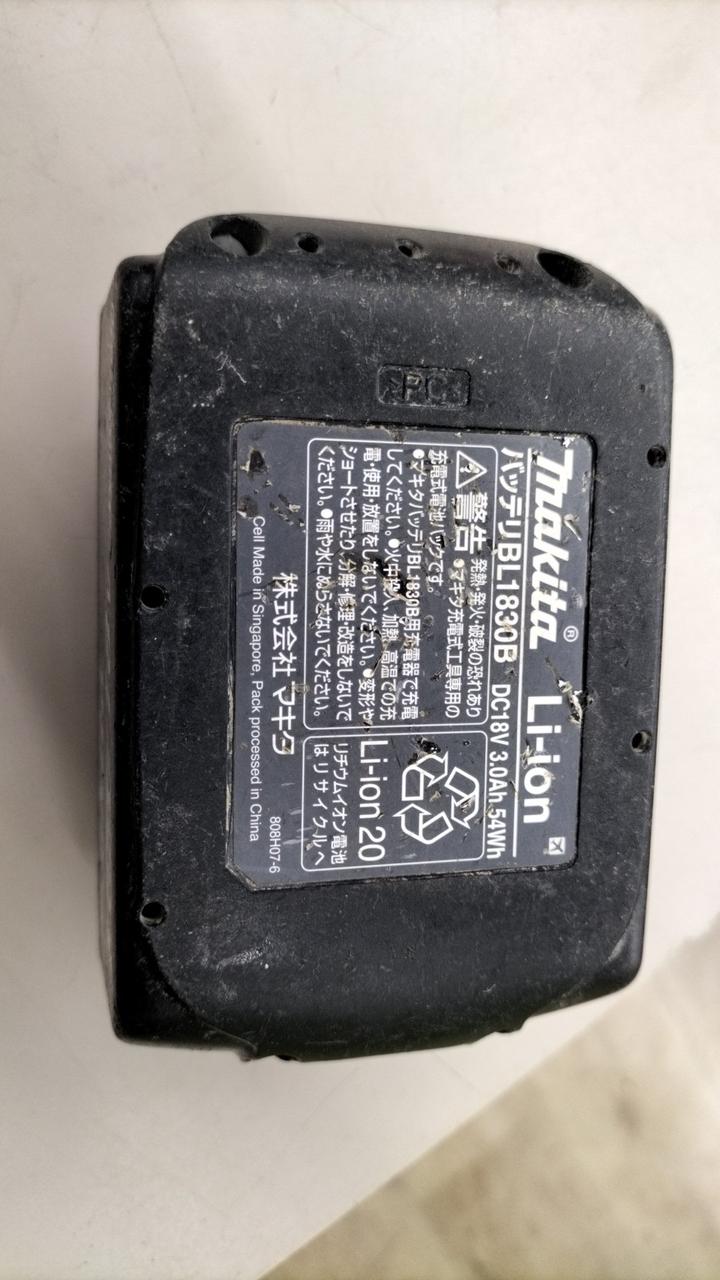 PC
makita® Li-ion
バッテリBL1830B DC18V 3.0Ah 54Wh
警告 発熱・発火・破裂の恐れあり
●マキタ充電式工具専用の
充電式電池パックです。
●マキタバッテリBL1830B用充電器で充電
してください。●火中投入、加熱、高温での充
電・使用・放置をしないでください。●変形や
ショートさせたり、分解・修理・改造をしないで
ください。●雨や水にぬらさないでください。
Li-ion 20
リチウムイオン電池
はリサイクルへ
株式会社 マキタ
808H07-6
Cell Made in Singapore, Pack processed in China